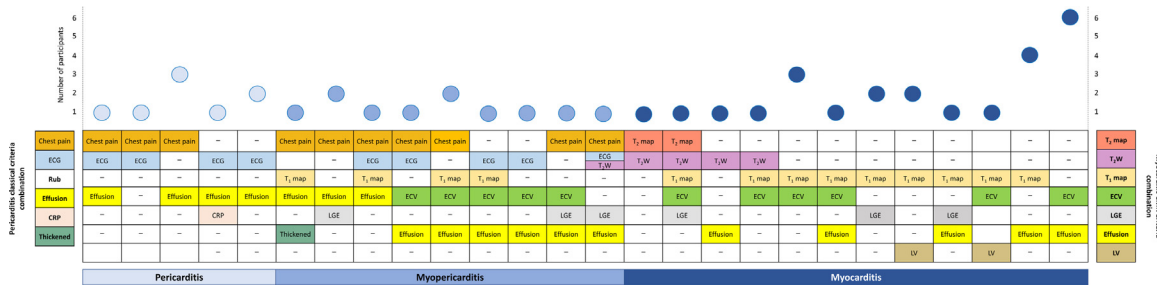 6 6
5 5
4 4
3 3
2 2
1 1
Number of participants
Pericarditis classical criteria combination
combination
Chest pain Chest pain Chest pain Chest pain – – Chest pain Chest pain Chest pain Chest pain Chest pain – – Chest pain Chest pain T₂ map T₂ map – – – – – – – – – – T₂ map
ECG ECG ECG – ECG ECG – – ECG ECG – ECG ECG – ECG T₂W T₂W T₂W T₂W T₂W – – – – – – – – T₂W
Rub – – – – – T₁ map – T₁ map – T₁ map T₁ map – – – – T₁ map – T₁ map T₁ map T₁ map T₁ map T₁ map T₁ map T₁ map T₁ map – T₁ map
Effusion Effusion – Effusion Effusion Effusion Effusion Effusion Effusion ECV ECV ECV ECV ECV – – ECV – ECV ECV ECV – – – ECV – ECV ECV
CRP – – – CRP – – LGE – – – – – LGE LGE – LGE – – – – LGE – LGE – – – LGE
Thickened – – – – – Thickened – – Effusion Effusion Effusion Effusion Effusion Effusion – – Effusion – – Effusion – – Effusion – Effusion Effusion Effusion
– – – – – – – – – – – – – – – – – – – – – LV – LV – – LV
Pericarditis Myopericarditis Myocarditis